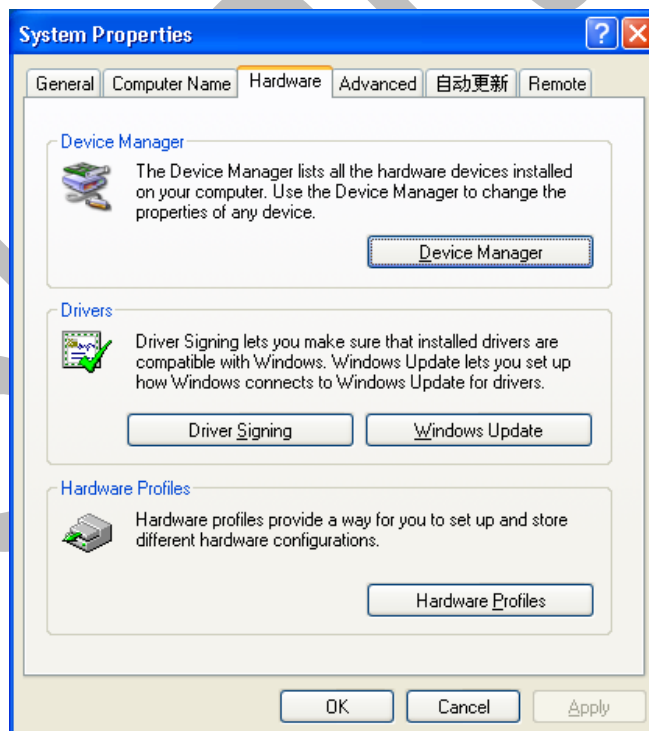 System Properties
General Computer Name Hardware Advanced 自动更新 Remote
Device Manager
The Device Manager lists all the hardware devices installed
on your computer. Use the Device Manager to change the
properties of any device.
Device Manager
Drivers
Driver Signing lets you make sure that installed drivers are
compatible with Windows. Windows Update lets you set up
how Windows connects to Windows Update for drivers.
Driver Signing Windows Update
Hardware Profiles
Hardware profiles provide a way for you to set up and store
different hardware configurations.
Hardware Profiles
OK Cancel Apply